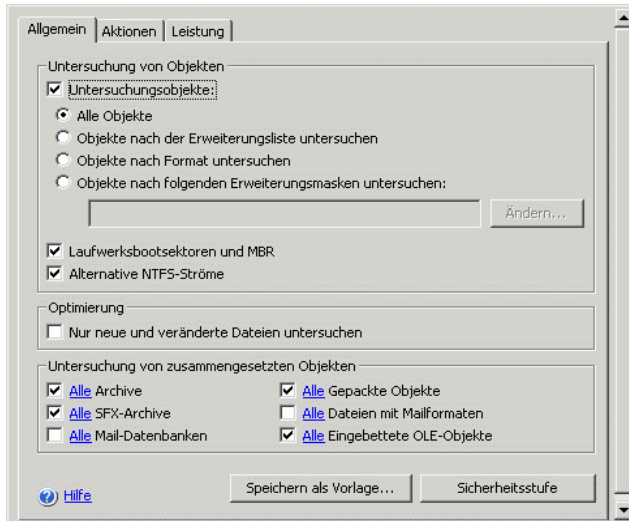 Allgemein Aktionen Leistung
Untersuchung von Objekten
Untersuchungsobjekte:
Alle Objekte
Objekte nach der Erweiterungsliste untersuchen
Objekte nach Format untersuchen
Objekte nach folgenden Erweiterungsmasken untersuchen:
Ändern...
Laufwerksbootsektoren und MBR
Alternative NTFS-Ströme
Optimierung
Nur neue und veränderte Dateien untersuchen
Untersuchung von zusammengesetzten Objekten
Alle Archive Alle Gepackte Objekte
Alle SFX-Archive Alle Dateien mit Mailformaten
Alle Mail-Datenbanken Alle Eingebettete OLE-Objekte
Hilfe Speichern als Vorlage... Sicherheitsstufe